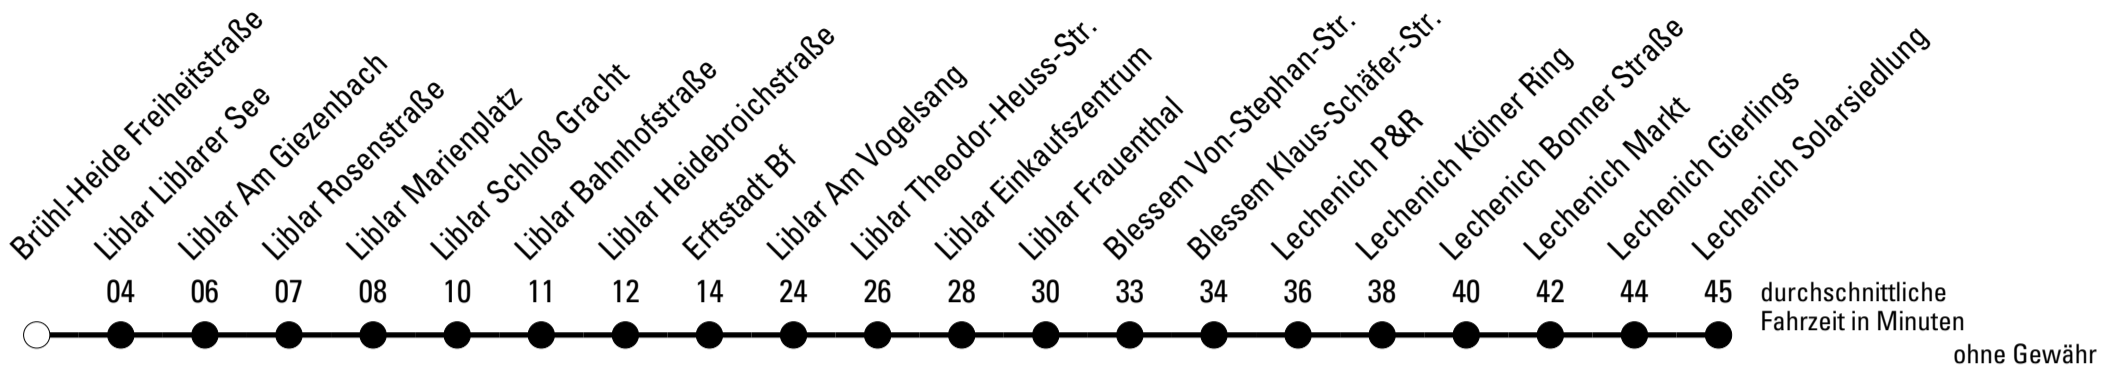 Brühl-Heide Freiheitstraße
Liblar Liblarer See
Liblar Am Giezenbach
Liblar Rosenstraße
Liblar Marienplatz
Liblar Schloß Gracht
Liblar Bahnhofstraße
Liblar Heidebroichstraße
Erftstadt Bf
Liblar Am Vogelsang
Liblar Theodor-Heuss-Str.
Liblar Einkaufszentrum
Liblar Frauenthal
Blessem Von-Stephan-Str.
Blessem Klaus-Schäfer-Str.
Lechenich P&R
Lechenich Kölner Ring
Lechenich Bonner Straße
Lechenich Markt
Lechenich Gierlings
Lechenich Solarsiedlung
04 06 07 08 10 11 12 14 24 26 28 30 33 34 36 38 40 42 44 45
durchschnittliche
Fahrzeit in Minuten
ohne Gewähr